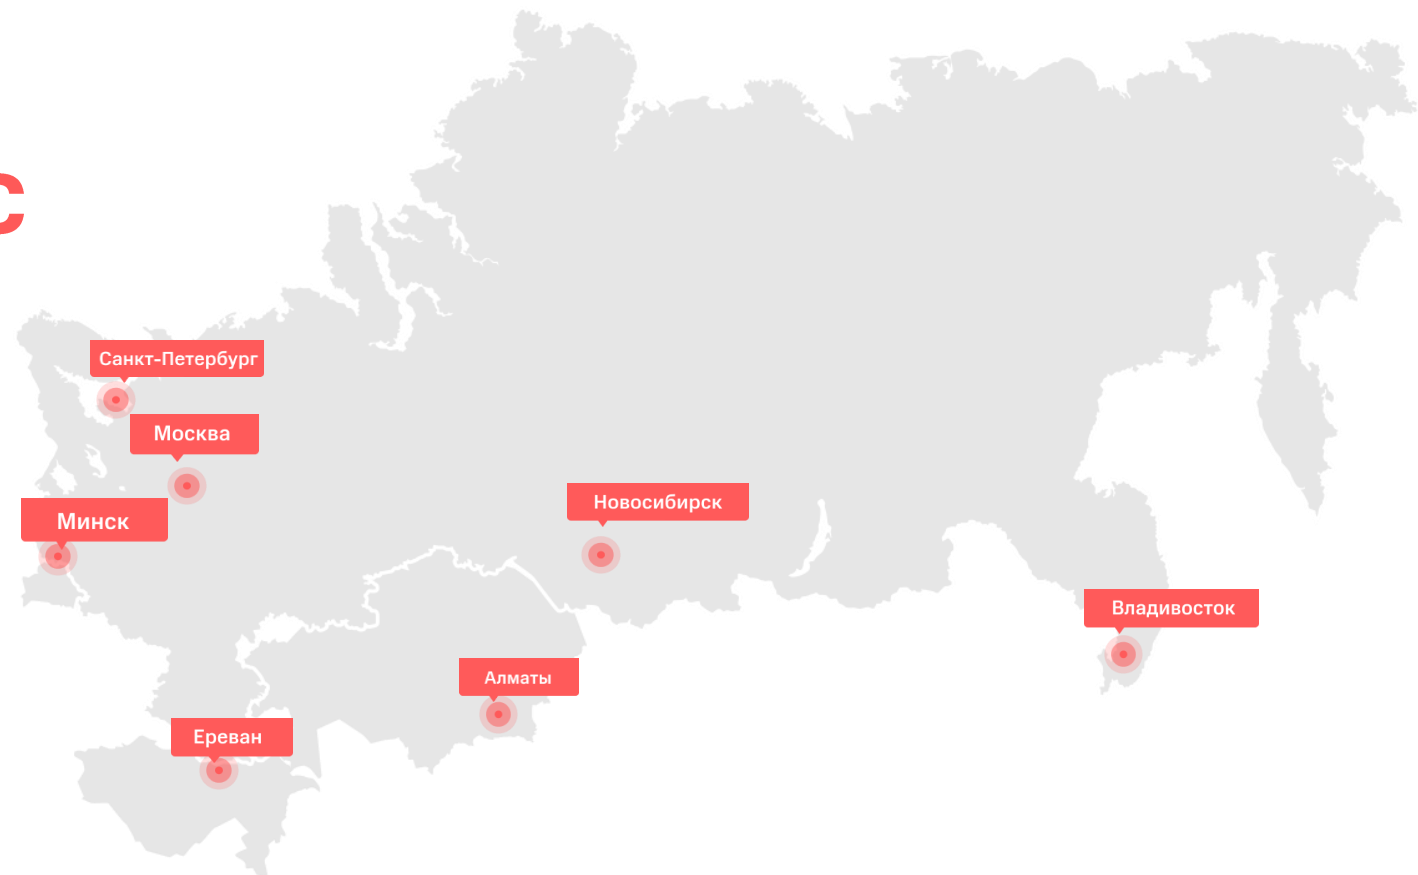 С
Санкт-Петербург
Москва
Новосибирск
Минск
Владивосток
Алматы
Ереван